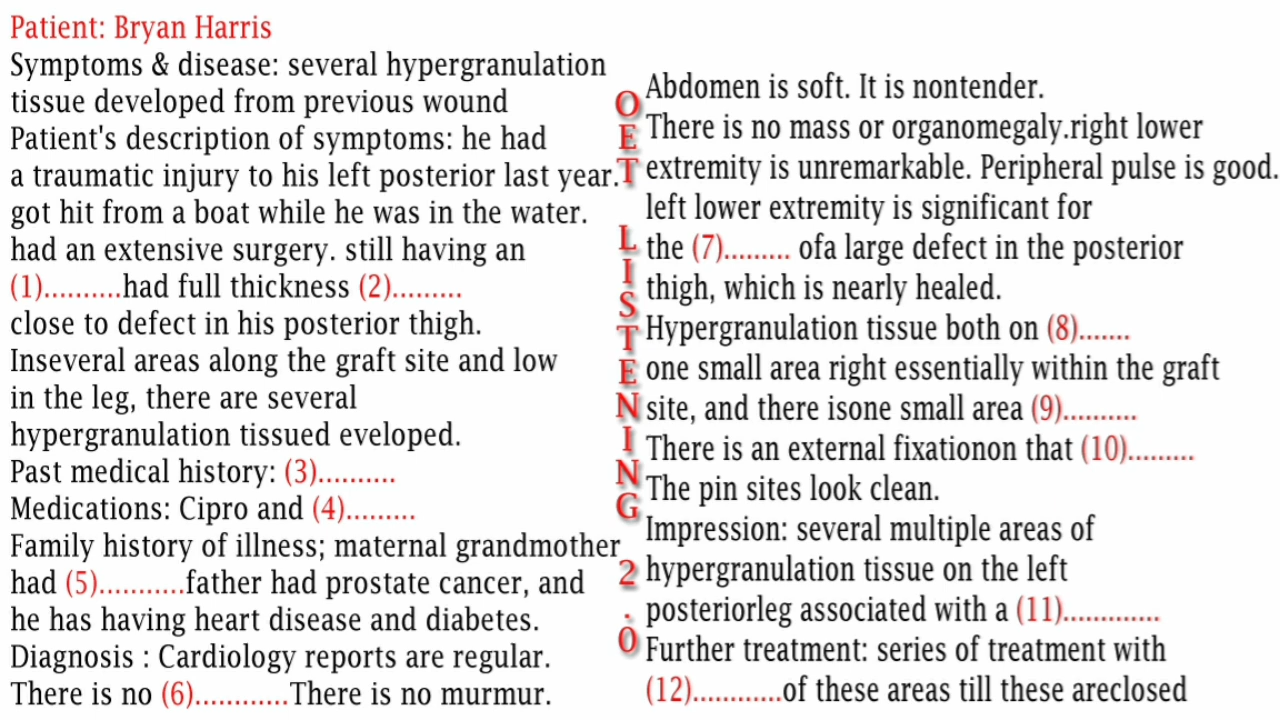 Patient: Bryan Harris
Symptoms & disease: several hypergranulation
tissue developed from previous wound
Patient's description of symptoms: he had
a traumatic injury to his left posterior last year.
got hit from a boat while he was in the water.
had an extensive surgery. still having an
(1)..........had full thickness (2).........
close to defect in his posterior thigh.
Inseveral areas along the graft site and low
in the leg, there are several
hypergranulation tissued eveloped.
Past medical history: (3)..........
Medications: Cipro and (4).........
Family history of illness; maternal grandmother
had (5)...........father had prostate cancer, and
he has having heart disease and diabetes.
Diagnosis : Cardiology reports are regular.
There is no (6)............There is no murmur.
OET LISTENING 2.0
Abdomen is soft. It is nontender.
There is no mass or organomegaly.right lower
extremity is unremarkable. Peripheral pulse is good.
left lower extremity is significant for
the (7)......... ofa large defect in the posterior
thigh, which is nearly healed.
Hypergranulation tissue both on (8).......
one small area right essentially within the graft
site, and there isone small area (9)..........
There is an external fixationon that (10).........
The pin sites look clean.
Impression: several multiple areas of
hypergranulation tissue on the left
posteriorleg associated with a (11).............
Further treatment: series of treatment with
(12)............of these areas till these areclosed